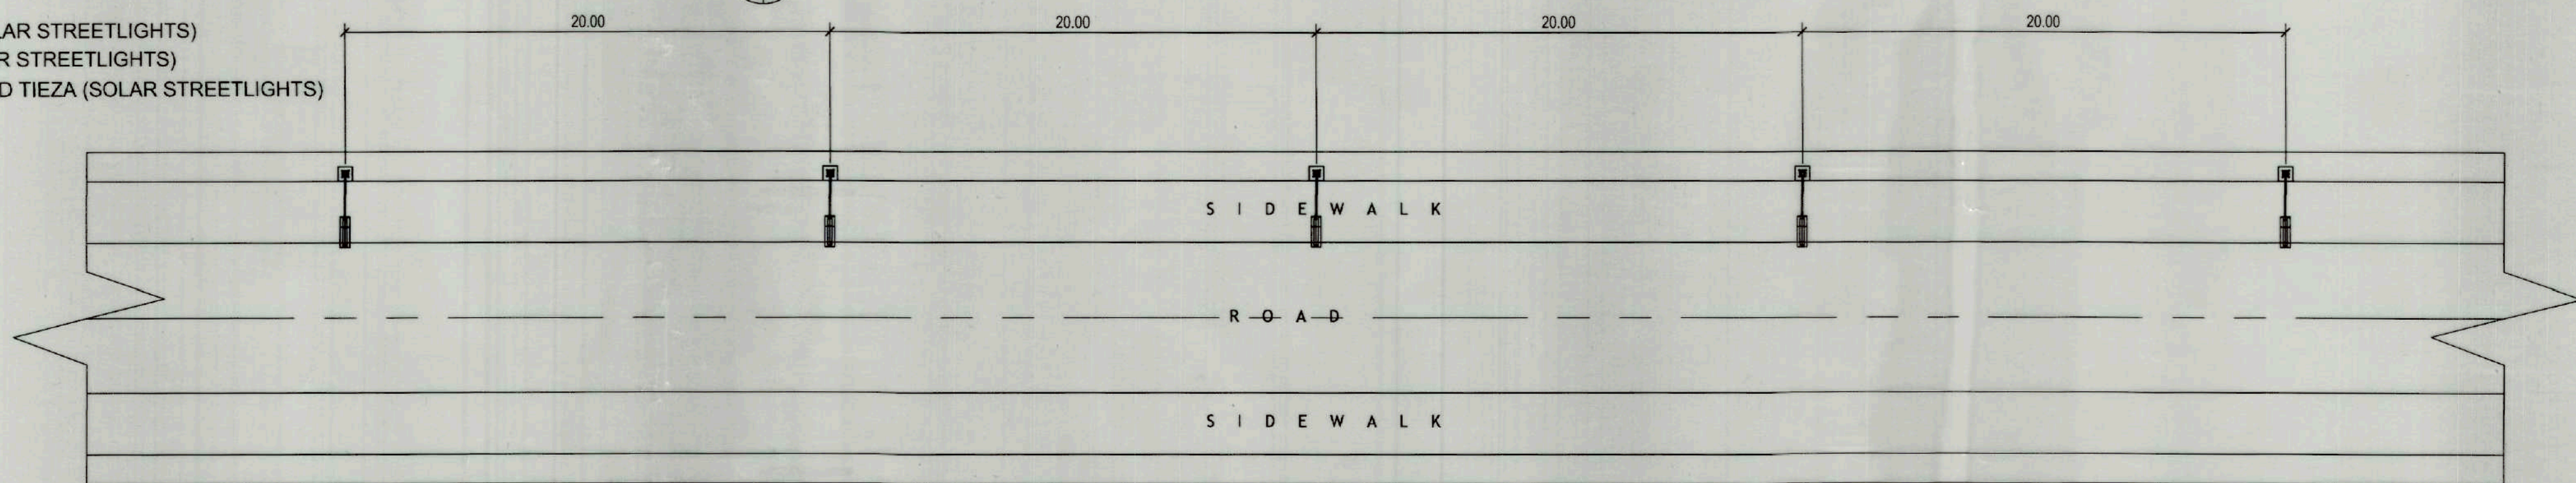 20.00 20.00 20.00 20.00
LAR STREETLIGHTS)
R STREETLIGHTS)
D TIEZA (SOLAR STREETLIGHTS)
S I D E W A L K
R O A D
S I D E W A L K